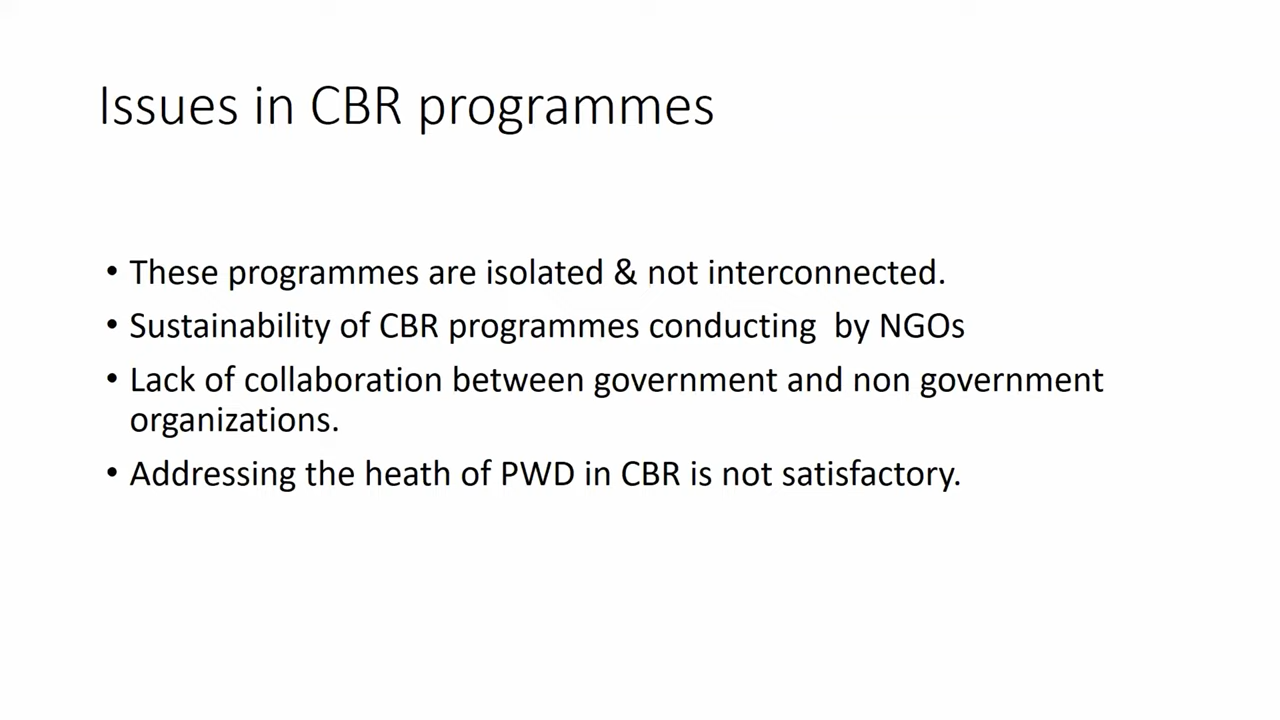 Issues in CBR programmes
• These programmes are isolated & not interconnected.
• Sustainability of CBR programmes conducting  by NGOs
• Lack of collaboration between government and non government
organizations.
• Addressing the heath of PWD in CBR is not satisfactory.